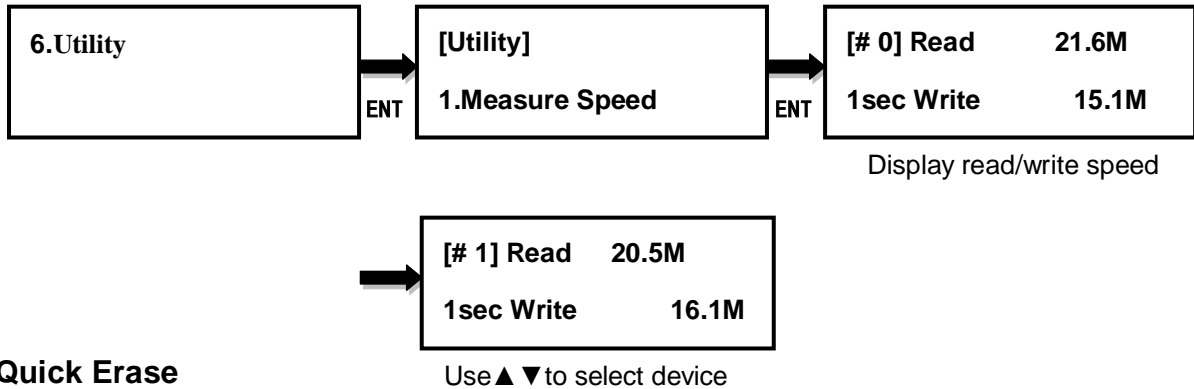 6.Utility
ENT
[Utility]
1.Measure Speed
ENT
[# 0] Read 21.6M
1sec Write 15.1M
Display read/write speed
[# 1] Read 20.5M
1sec Write 16.1M
Use▲▼to select device
Quick Erase